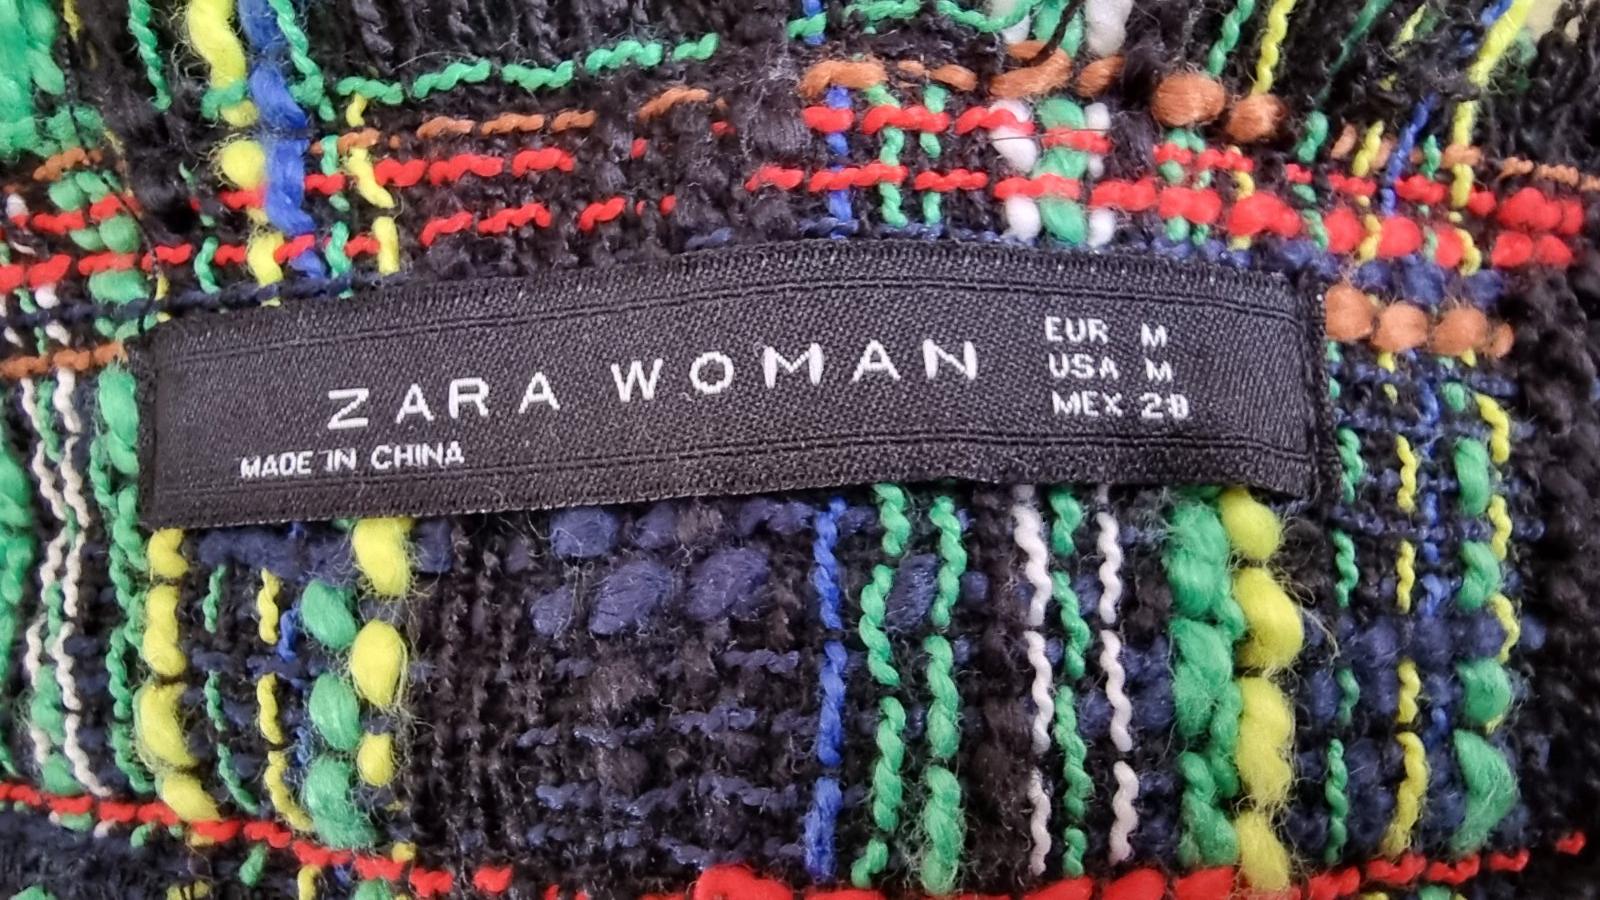 ZARA WOMAN
EUR M
USA M
MEX 28
MADE IN CHINA